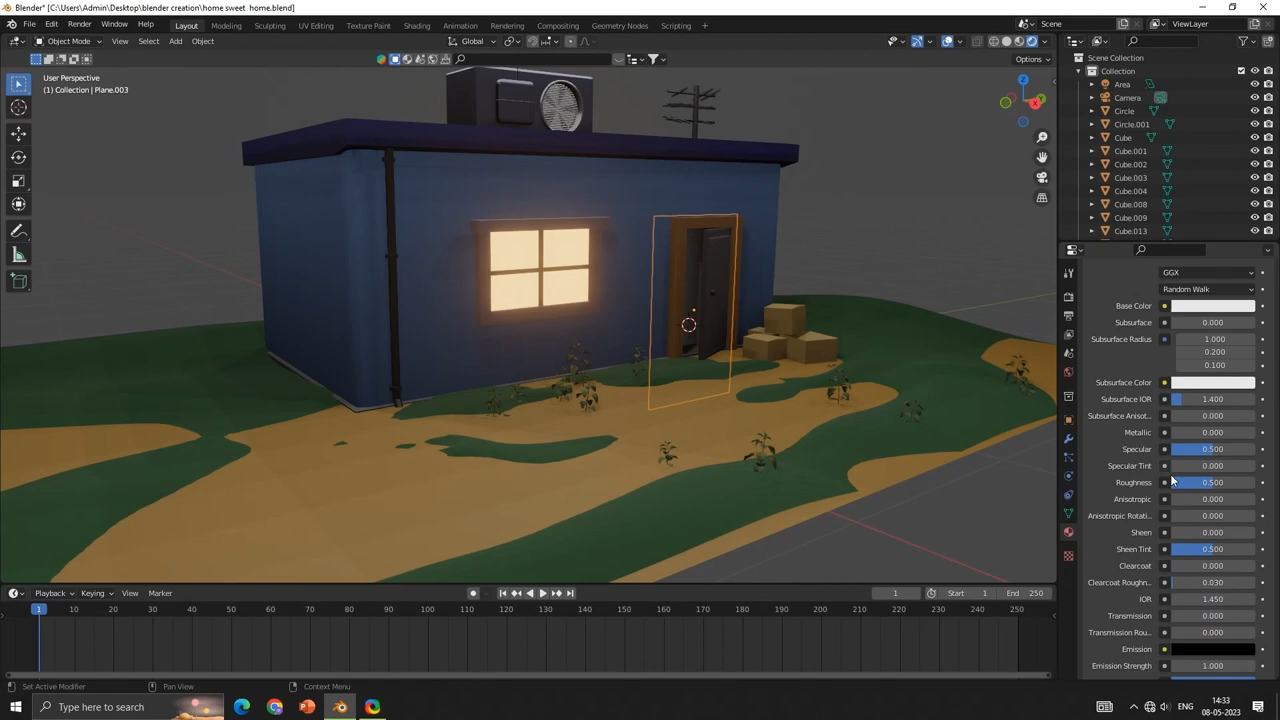 Blender* [C:\Users\Admin\Desktop\blender creation\home sweet  home.blend]
File Edit Render Window Help
Layout Modeling Sculpting UV Editing Texture Paint Shading Animation Rendering Compositing Geometry Nodes Scripting
Scene ViewLayer
Object Mode View Select Add Object Global
Options
User Perspective
(1) Collection | Plane.003
Z
Y
X
Scene Collection
Collection
Area
Camera
Circle
Circle.001
Cube
Cube.001
Cube.002
Cube.003
Cube.004
Cube.008
Cube.009
Cube.013
GGX
Random Walk
Base Color
Subsurface 0.000
Subsurface Radius 1.000
0.200
0.100
Subsurface Color
Subsurface IOR 1.400
Subsurface Anisot... 0.000
Metallic 0.000
Specular 0.500
Specular Tint 0.000
Roughness 0.500
Anisotropic 0.000
Anisotropic Rotati... 0.000
Sheen 0.000
Sheen Tint 0.500
Clearcoat 0.000
Clearcoat Roughn... 0.030
IOR 1.450
Transmission 0.000
Transmission Rou... 0.000
Emission
Emission Strength 1.000
Playback Keying View Marker
1 Start 1 End 250
1 10 20 30 40 50 60 70 80 90 100 110 120 130 140 150 160 170 180 190 200 210 220 230 240 250
Set Active Modifier Pan View Context Menu
Type here to search
ENG
14:33
08-05-2023